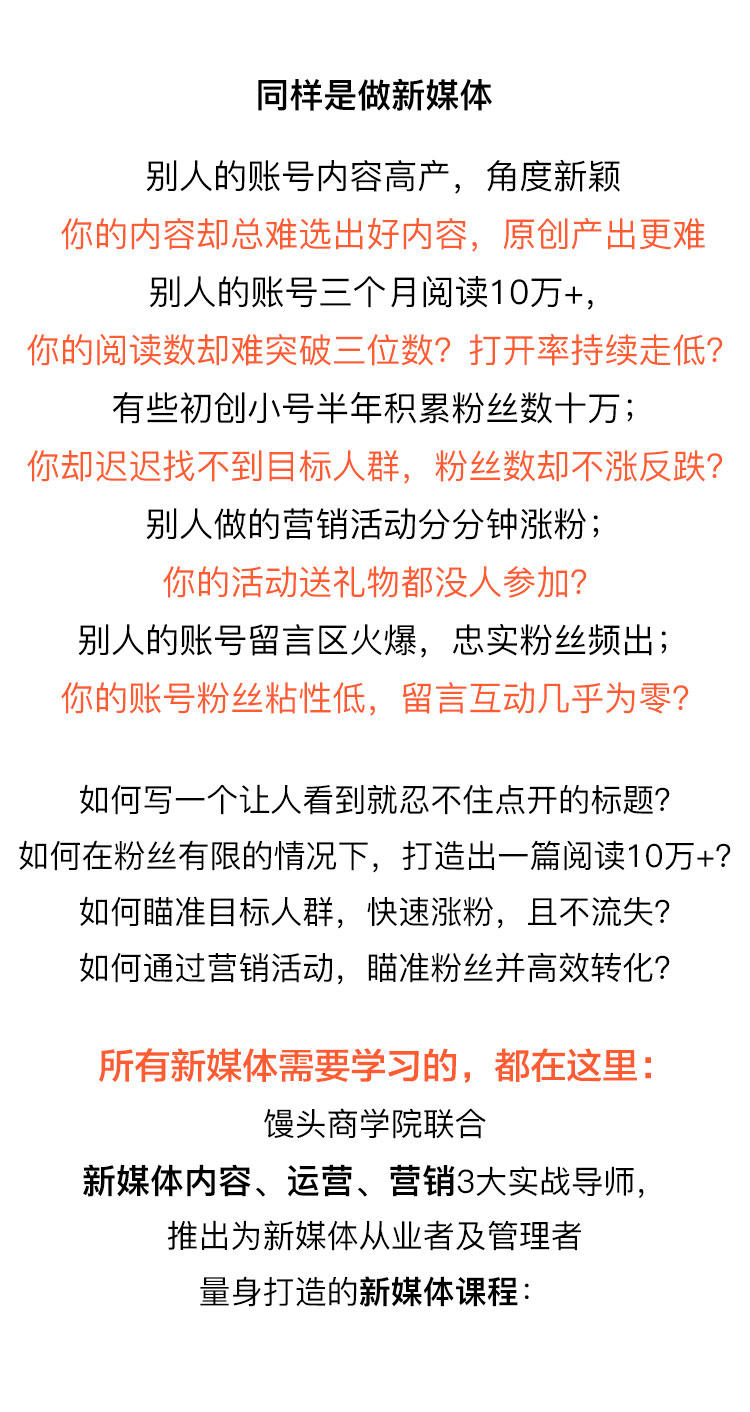 同样是做新媒体
别人的账号内容高产，角度新颖
你的内容却总难选出好内容，原创产出更难
别人的账号三个月阅读10万+，
你的阅读数却难突破三位数？打开率持续走低？
有些初创小号半年积累粉丝数十万；
你却迟迟找不到目标人群，粉丝数却不涨反跌？
别人做的营销活动分分钟涨粉；
你的活动送礼物都没人参加？
别人的账号留言区火爆，忠实粉丝频出；
你的账号粉丝粘性低，留言互动几乎为零？
如何写一个让人看到就忍不住点开的标题？
如何在粉丝有限的情况下，打造出一篇阅读10万+？
如何瞄准目标人群，快速涨粉，且不流失？
如何通过营销活动，瞄准粉丝并高效转化？
所有新媒体需要学习的，都在这里：
馒头商学院联合
新媒体内容、运营、营销3大实战导师，
推出为新媒体从业者及管理者
量身打造的新媒体课程：